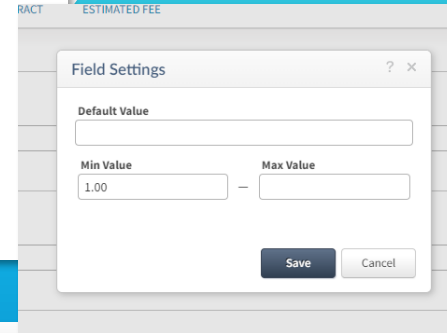 RACT ESTIMATED FEE
Field Settings ? ×
Default Value
Min Value Max Value
1.00 —
Save Cancel